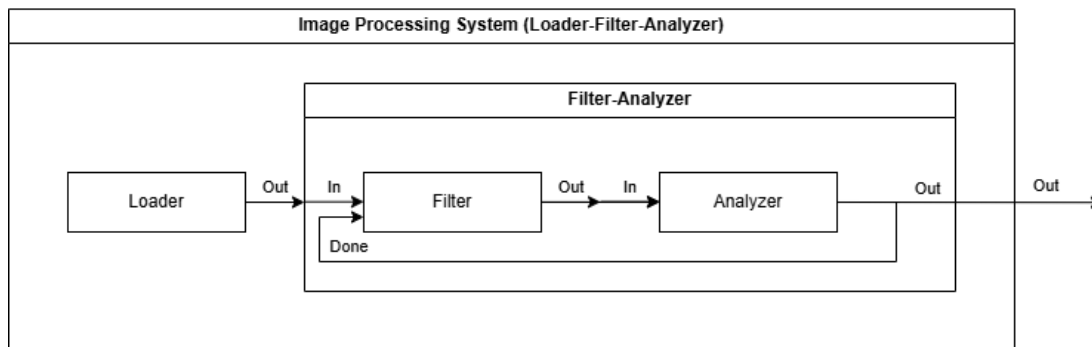 Image Processing System (Loader-Filter-Analyzer)
Filter-Analyzer
Loader
Out
In
Filter
Out
In
Analyzer
Out
Out
Done